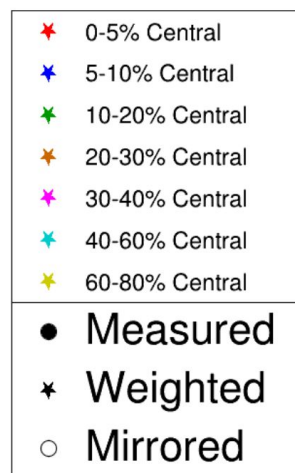 0-5% Central
5-10% Central
10-20% Central
20-30% Central
30-40% Central
40-60% Central
60-80% Central
Measured
Weighted
Mirrored